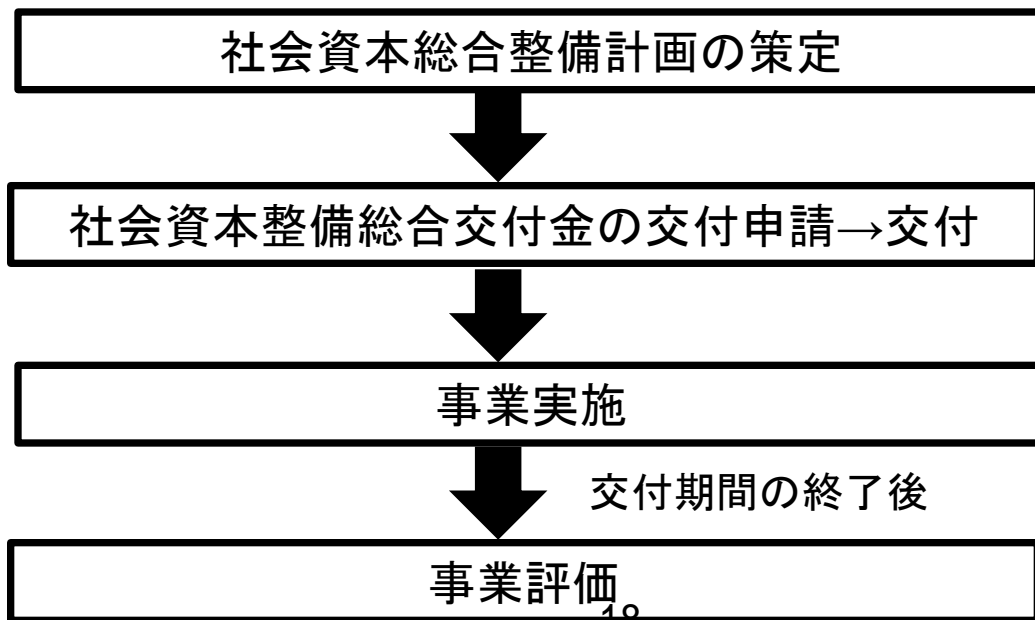 社会資本総合整備計画の策定
社会資本整備総合交付金の交付申請→交付
事業実施
交付期間の終了後
事業評価